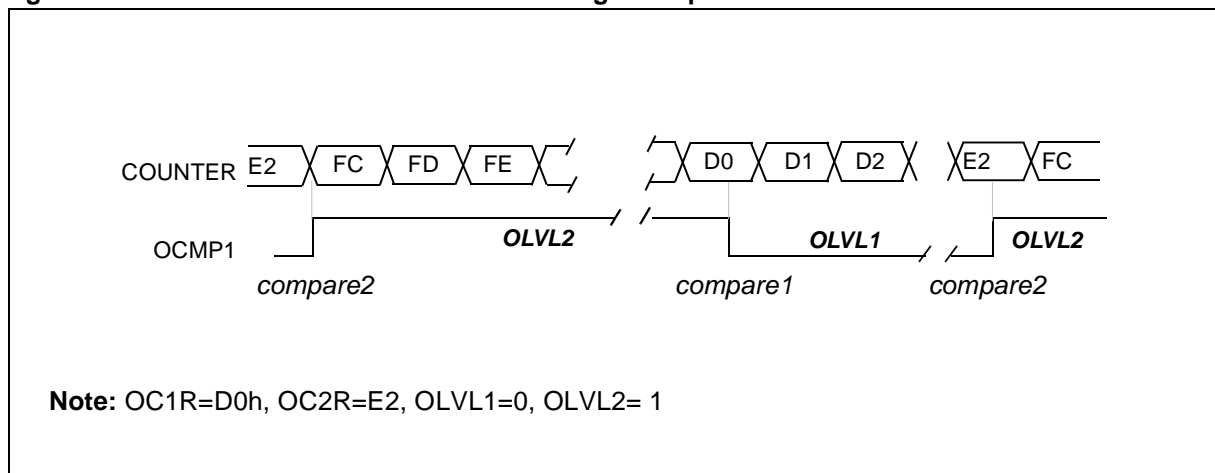 COUNTER E2 FC FD FE D0 D1 D2 E2 FC
OCMP1 OLVL2 OLVL1 OLVL2
compare2 compare1 compare2
Note: OC1R=D0h, OC2R=E2, OLVL1=0, OLVL2= 1